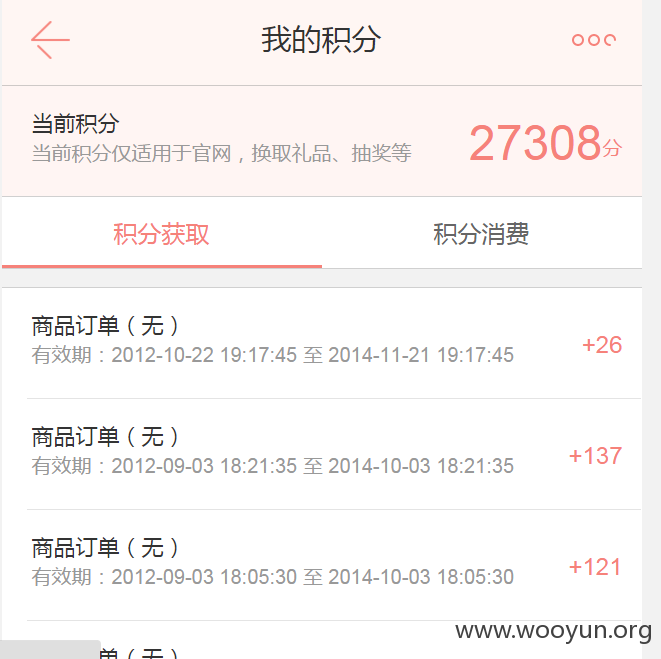 我的积分
当前积分
当前积分仅适用于官网，换取礼品、抽奖等
27308分
积分获取
积分消费
商品订单（无）
有效期：2012-10-22 19:17:45 至 2014-11-21 19:17:45
+26
商品订单（无）
有效期：2012-09-03 18:21:35 至 2014-10-03 18:21:35
+137
商品订单（无）
有效期：2012-09-03 18:05:30 至 2014-10-03 18:05:30
+121
www.wooyun.org